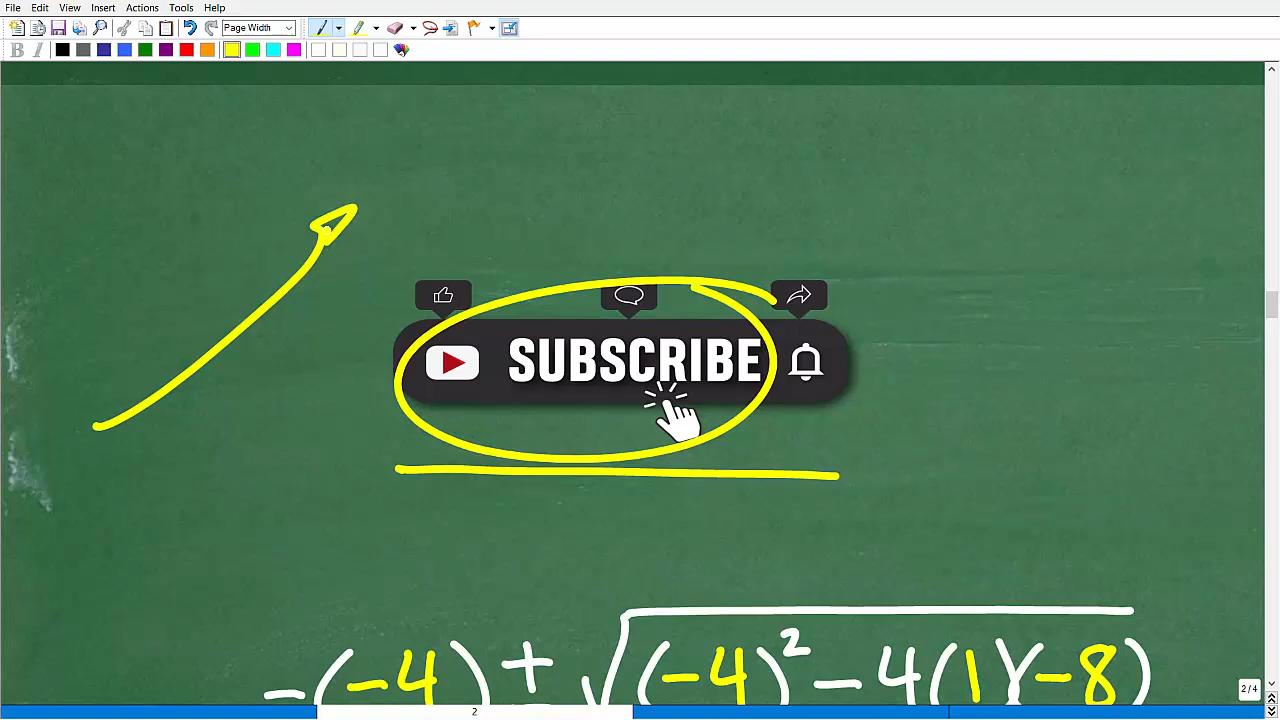 File Edit View Insert Actions Tools Help
Page Width
B I
SUBSCRIBE
-(-4) ± √(-4)² - 4(1)(-8)
2/4
2